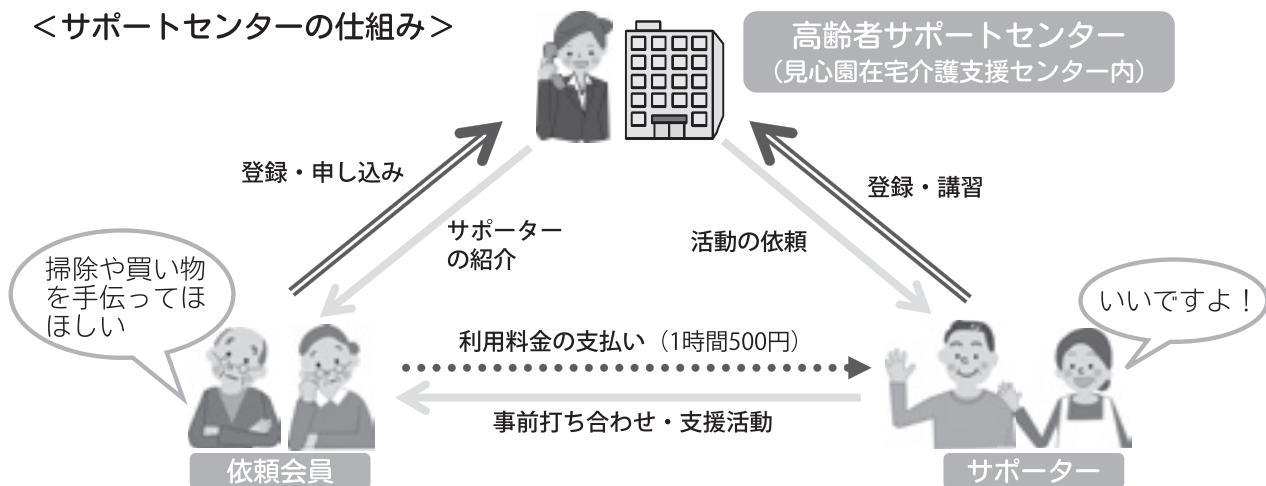 ＜サポートセンターの仕組み＞
高齢者サポートセンター
（見心園在宅介護支援センター内）
登録・申し込み
登録・講習
サポーター
の紹介
活動の依頼
掃除や買い物
を手伝ってほ
ほしい
いいですよ！
利用料金の支払い（1時間500円）
事前打ち合わせ・支援活動
依頼会員
サポーター